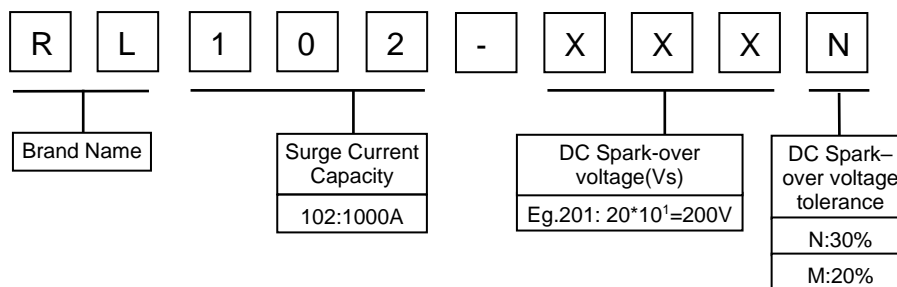 R L 1 0 2 - X X X N
Brand Name
Surge Current
Capacity
102:1000A
DC Spark-over
voltage(Vs)
Eg.201: 20*10¹=200V
DC Spark–
over voltage
tolerance
N:30%
M:20%